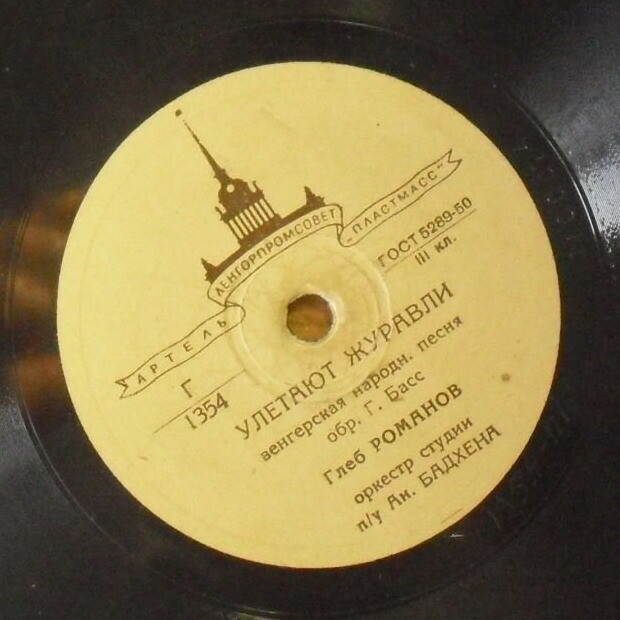 АРТЕЛЬ ЛЕНГОРПРОМСОВЕТ „ПЛАСТМАСС"
ГОСТ 5289-50
III кл.
Г
1354
УЛЕТАЮТ ЖУРАВЛИ
венгерская народн. песня
обр. Г. Басс
Глеб РОМАНОВ
оркестр студии
п/у Ан. БАДХЕНА